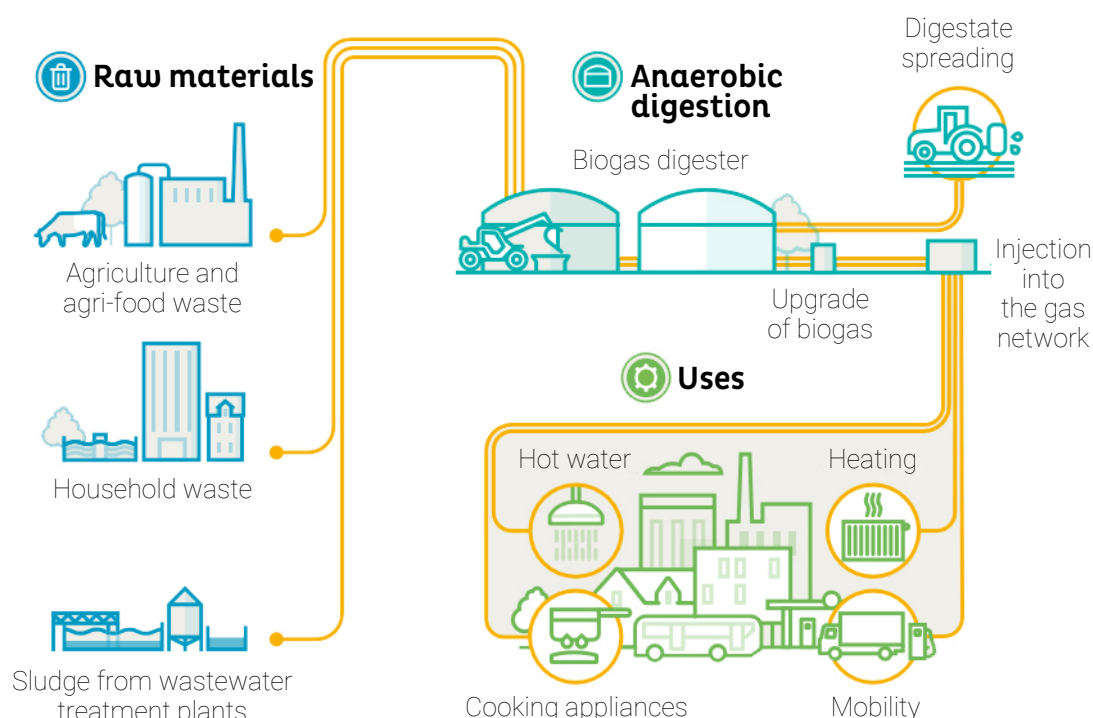 Raw materials
Agriculture and
agri-food waste
Household waste
Sludge from wastewater
treatment plants
Anaerobic
digestion
Biogas digester
Digestate
spreading
Upgrade
of biogas
Injection
into
the gas
network
Uses
Hot water
Heating
Cooking appliances
Mobility